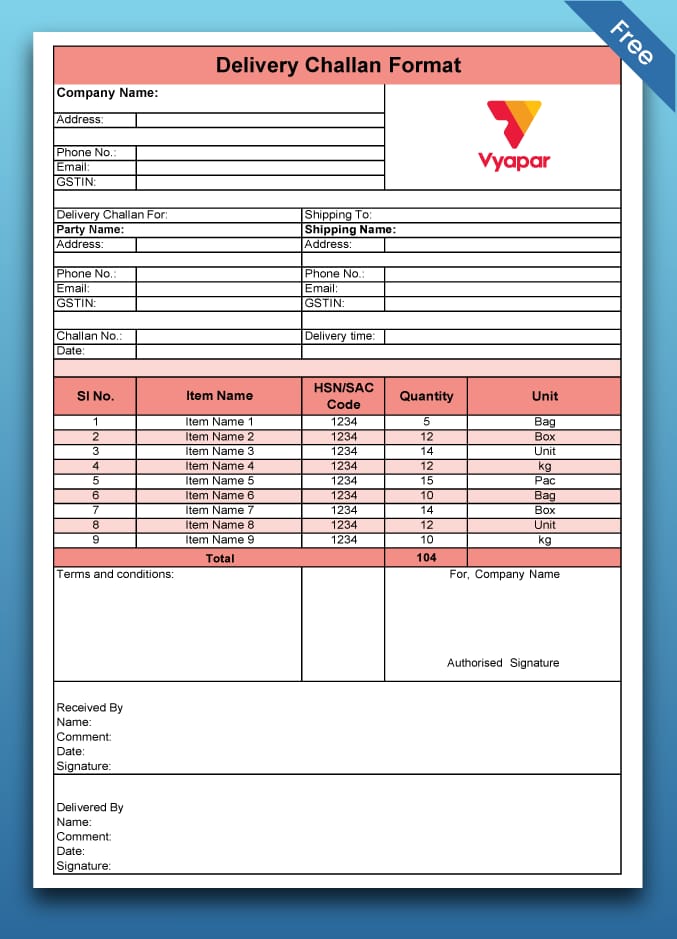 Free
Delivery Challan Format
Company Name:
Vyapar
Address:
Phone No.:
Email:
GSTIN:
Delivery Challan For: Shipping To:
Party Name: Shipping Name:
Address: Address:
Phone No.: Phone No.:
Email: Email:
GSTIN: GSTIN:
Challan No.: Delivery time:
Date:
SI No. Item Name HSN/SAC Code Quantity Unit
1 Item Name 1 1234 5 Bag
2 Item Name 2 1234 12 Box
3 Item Name 3 1234 14 Unit
4 Item Name 4 1234 12 kg
5 Item Name 5 1234 15 Pac
6 Item Name 6 1234 10 Bag
7 Item Name 7 1234 14 Box
8 Item Name 8 1234 12 Unit
9 Item Name 9 1234 10 kg
Total 104
Terms and conditions: For, Company Name
Authorised Signature
Received By
Name:
Comment:
Date:
Signature:
Delivered By
Name:
Comment:
Date:
Signature: